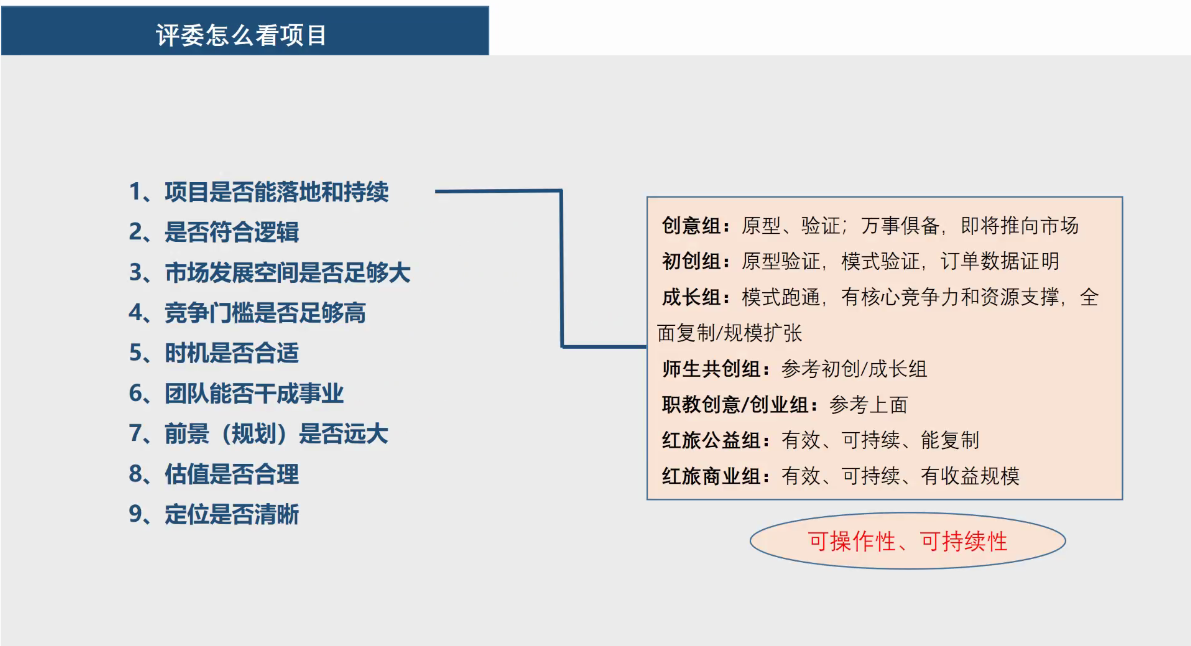 评委怎么看项目
1、项目是否能落地和持续
2、是否符合逻辑
3、市场发展空间是否足够大
4、竞争门槛是否足够高
5、时机是否合适
6、团队能否干成事业
7、前景（规划）是否远大
8、估值是否合理
9、定位是否清晰
创意组：原型、验证；万事俱备，即将推向市场
初创组：原型验证，模式验证，订单数据证明
成长组：模式跑通，有核心竞争力和资源支撑，全
面复制/规模扩张
师生共创组：参考初创/成长组
职教创意/创业组：参考上面
红旅公益组：有效、可持续、能复制
红旅商业组：有效、可持续、有收益规模
可操作性、可持续性